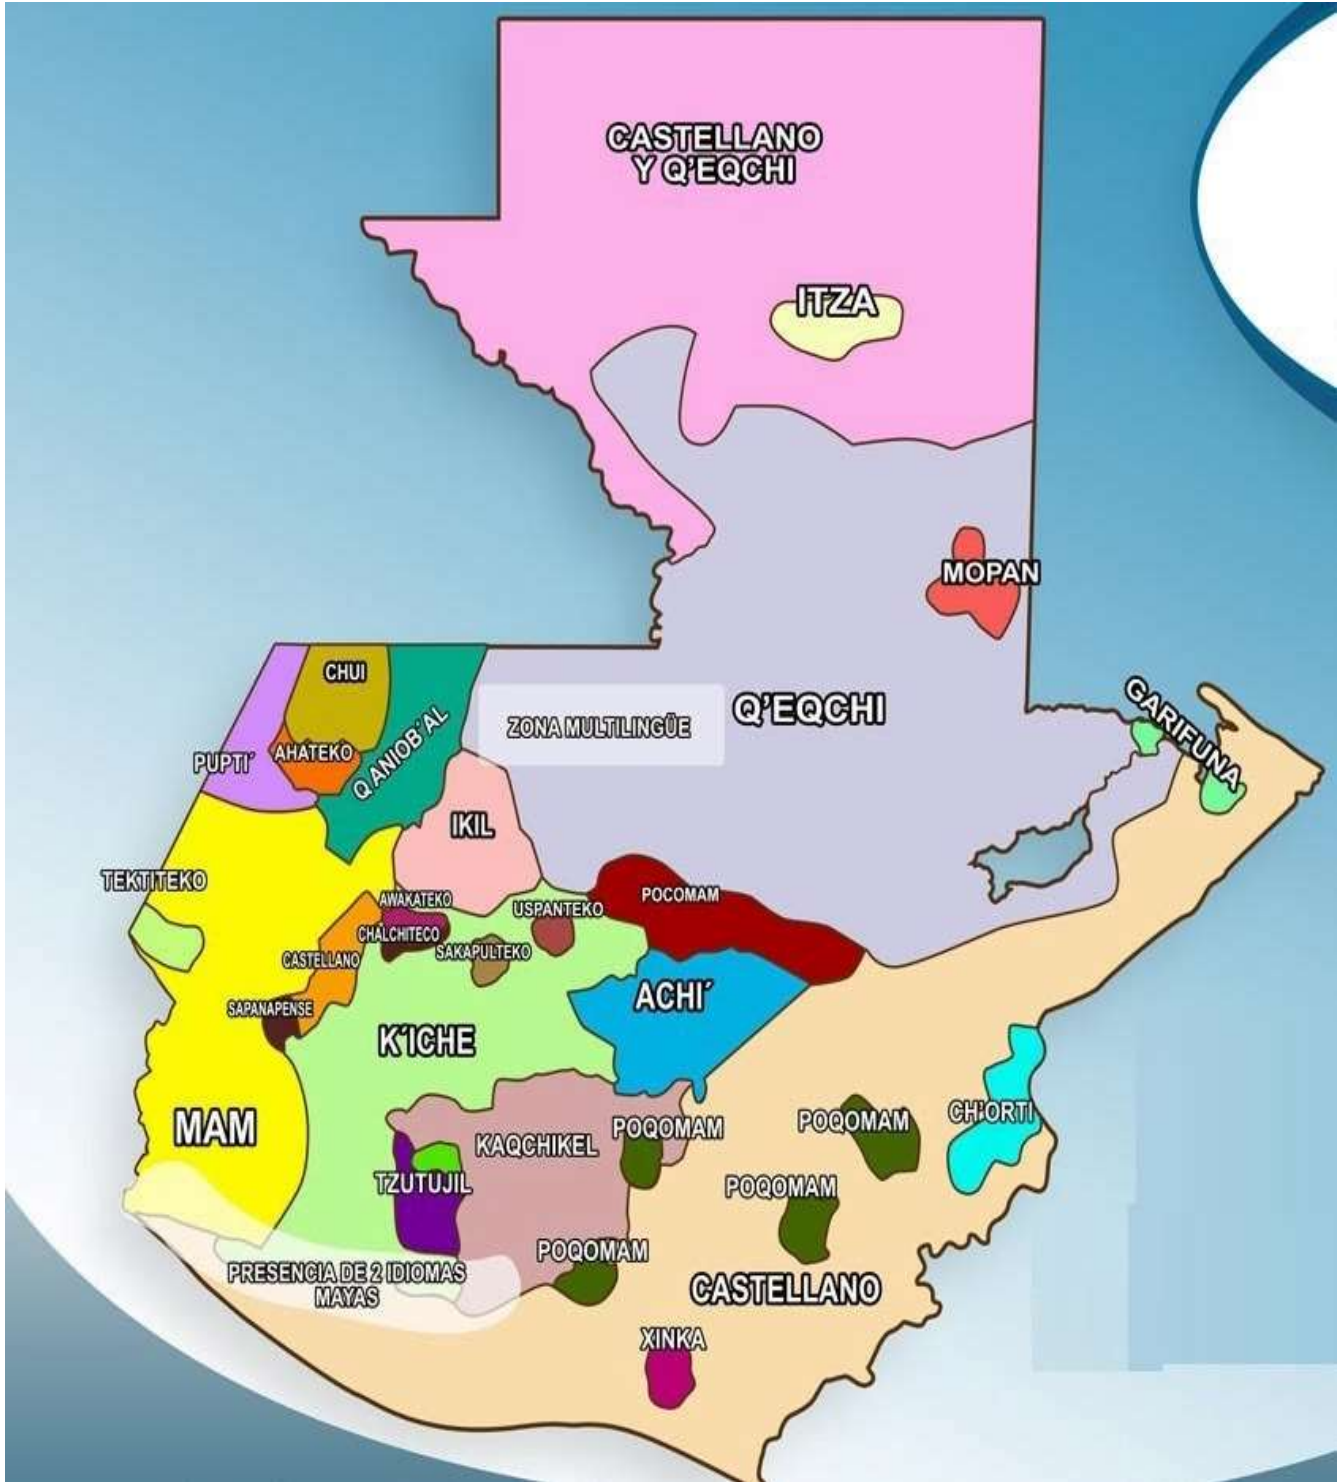 CASTELLANO
Y Q'EQCHI
ITZA
MOPAN
CHUI
GARIFUNA
Q'EQCHI
ZONA MULTILINGÜE
Q ANIOB´AL
AHATEKO
PUPTI´
IKIL
TEKTITEKO
POCOMAM
AWAKATEKO
USPANTEKO
CHALCHITECO
SAKAPULTEKO
CASTELLANO
ACHI´
SAPANAPENSE
K´ICHE
MAM
POQOMAM
POQOMAM
CH'ORTI
KAQCHIKEL
TZUTUJIL
POQOMAM
POQOMAM
PRESENCIA DE 2 IDIOMAS
MAYAS
CASTELLANO
XINKA